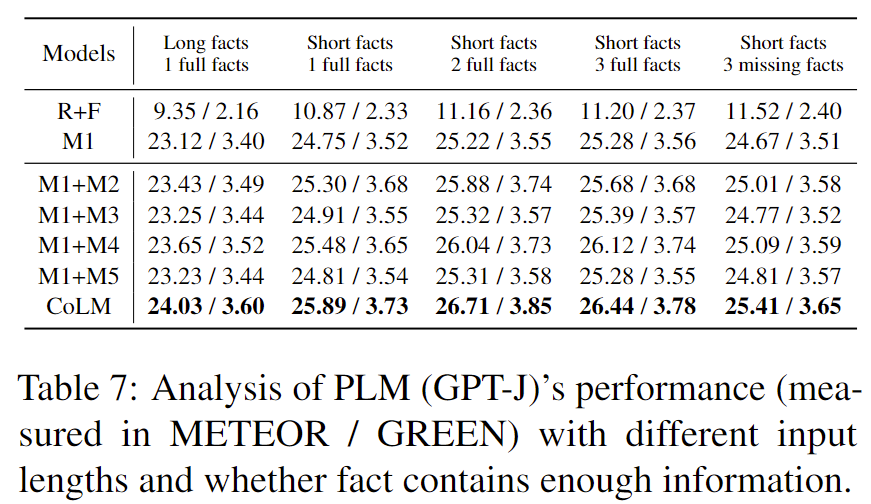 Models Long facts 1 full facts Short facts 1 full facts Short facts 2 full facts Short facts 3 full facts Short facts 3 missing facts
R+F 9.35 / 2.16 10.87 / 2.33 11.16 / 2.36 11.20 / 2.37 11.52 / 2.40
M1 23.12 / 3.40 24.75 / 3.52 25.22 / 3.55 25.28 / 3.56 24.67 / 3.51
M1+M2 23.43 / 3.49 25.30 / 3.68 25.88 / 3.74 25.68 / 3.68 25.01 / 3.58
M1+M3 23.25 / 3.44 24.91 / 3.55 25.32 / 3.57 25.39 / 3.57 24.77 / 3.52
M1+M4 23.65 / 3.52 25.48 / 3.65 26.04 / 3.73 26.12 / 3.74 25.09 / 3.59
M1+M5 23.23 / 3.44 24.81 / 3.54 25.31 / 3.58 25.28 / 3.55 24.81 / 3.57
CoLM 24.03 / 3.60 25.89 / 3.73 26.71 / 3.85 26.44 / 3.78 25.41 / 3.65
Table 7: Analysis of PLM (GPT-J)'s performance (mea-
sured in METEOR / GREEN) with different input
lengths and whether fact contains enough information.